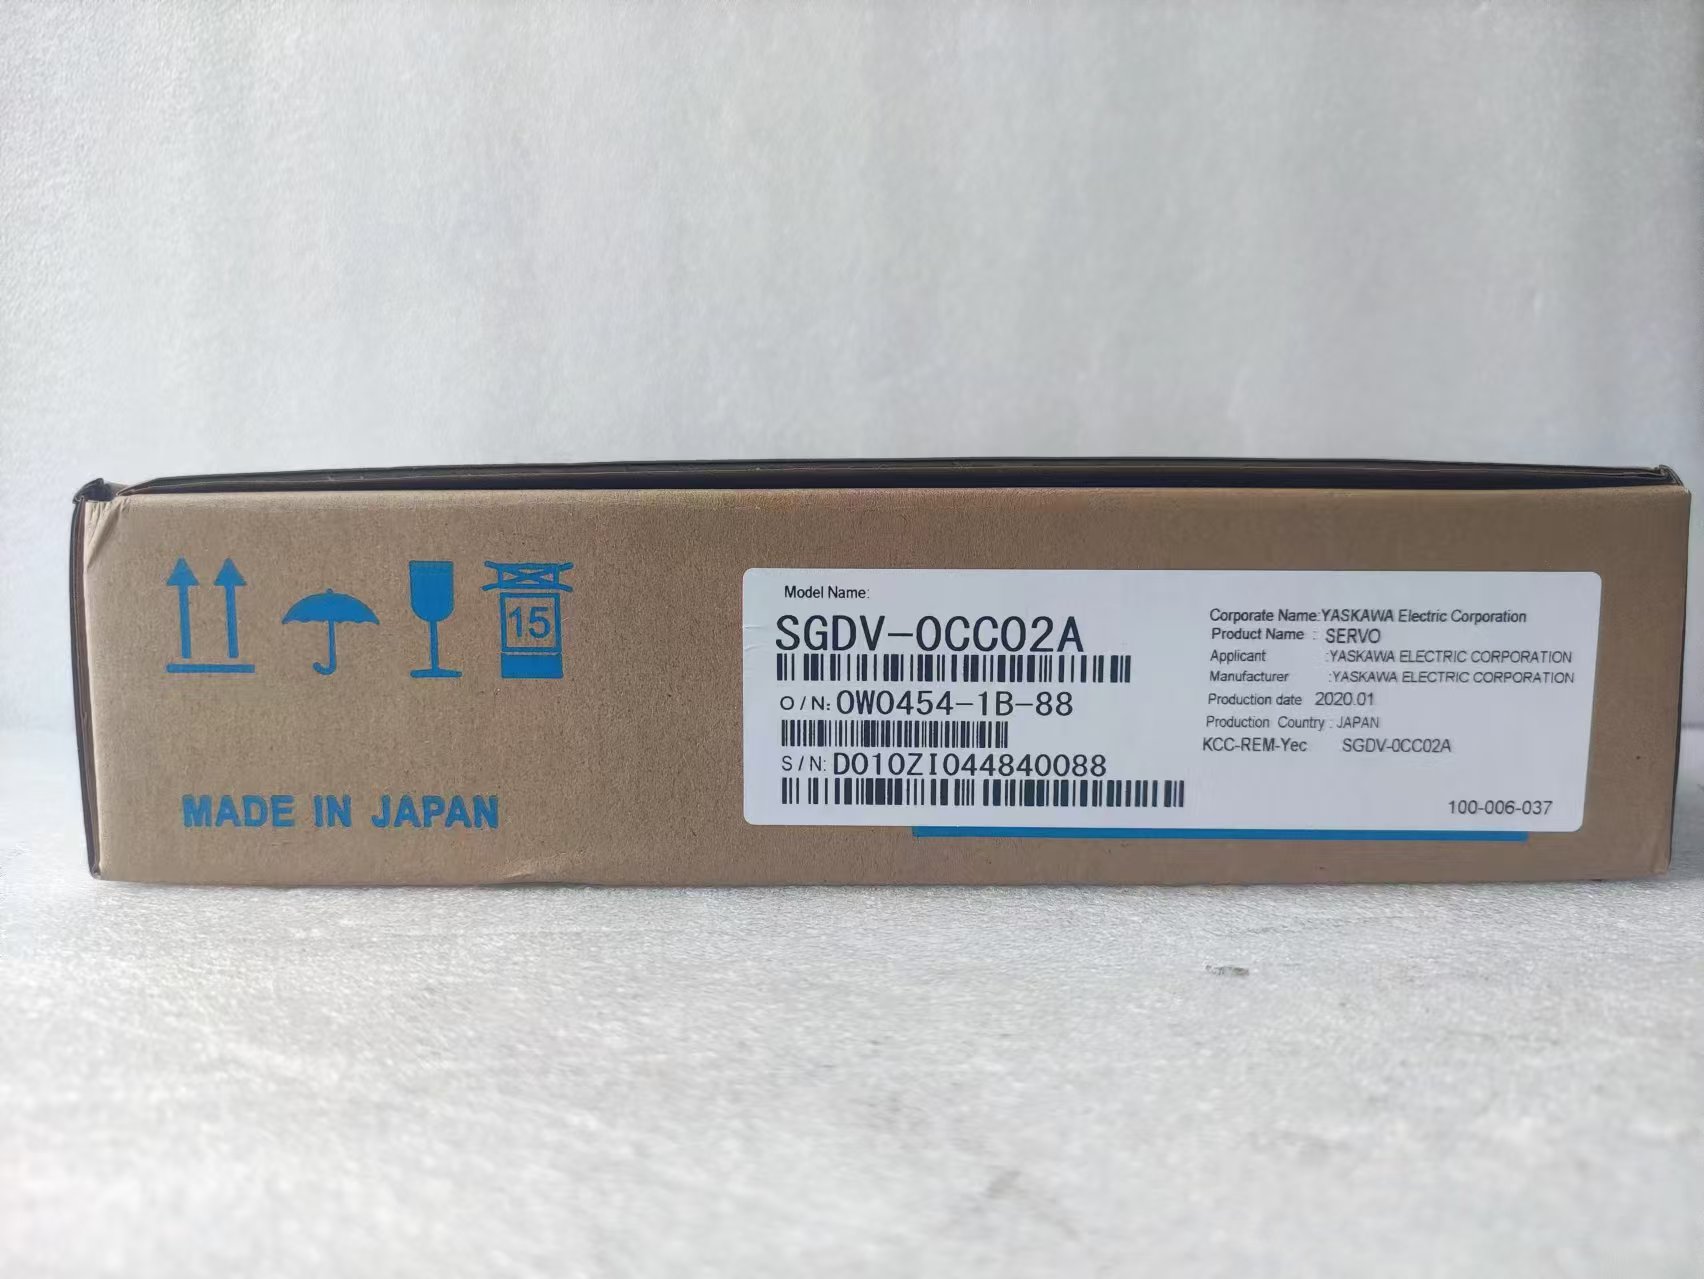 15
MADE IN JAPAN
Model Name:
SGDV-0CC02A
O/N: 0W0454-1B-88
S/N: D010ZI044840088
Corporate Name:YASKAWA Electric Corporation
Product Name : SERVO
Applicant :YASKAWA ELECTRIC CORPORATION
Manufacturer :YASKAWA ELECTRIC CORPORATION
Production date 2020.01
Production Country : JAPAN
KCC-REM-Yec SGDV-0CC02A
100-006-037